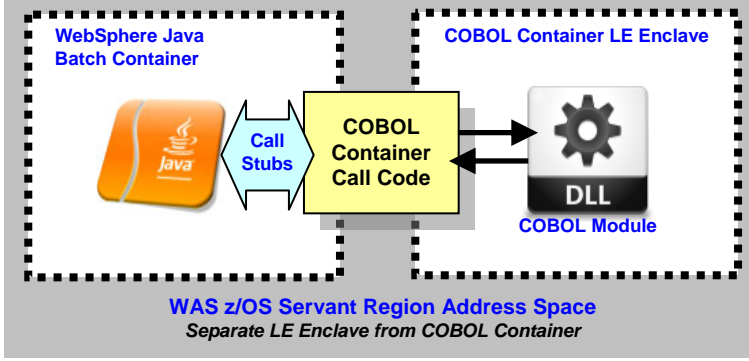 WebSphere Java
Batch Container
COBOL Container LE Enclave
Java
Call
Stubs
COBOL
Container
Call Code
DLL
COBOL Module
WAS z/OS Servant Region Address Space
Separate LE Enclave from COBOL Container